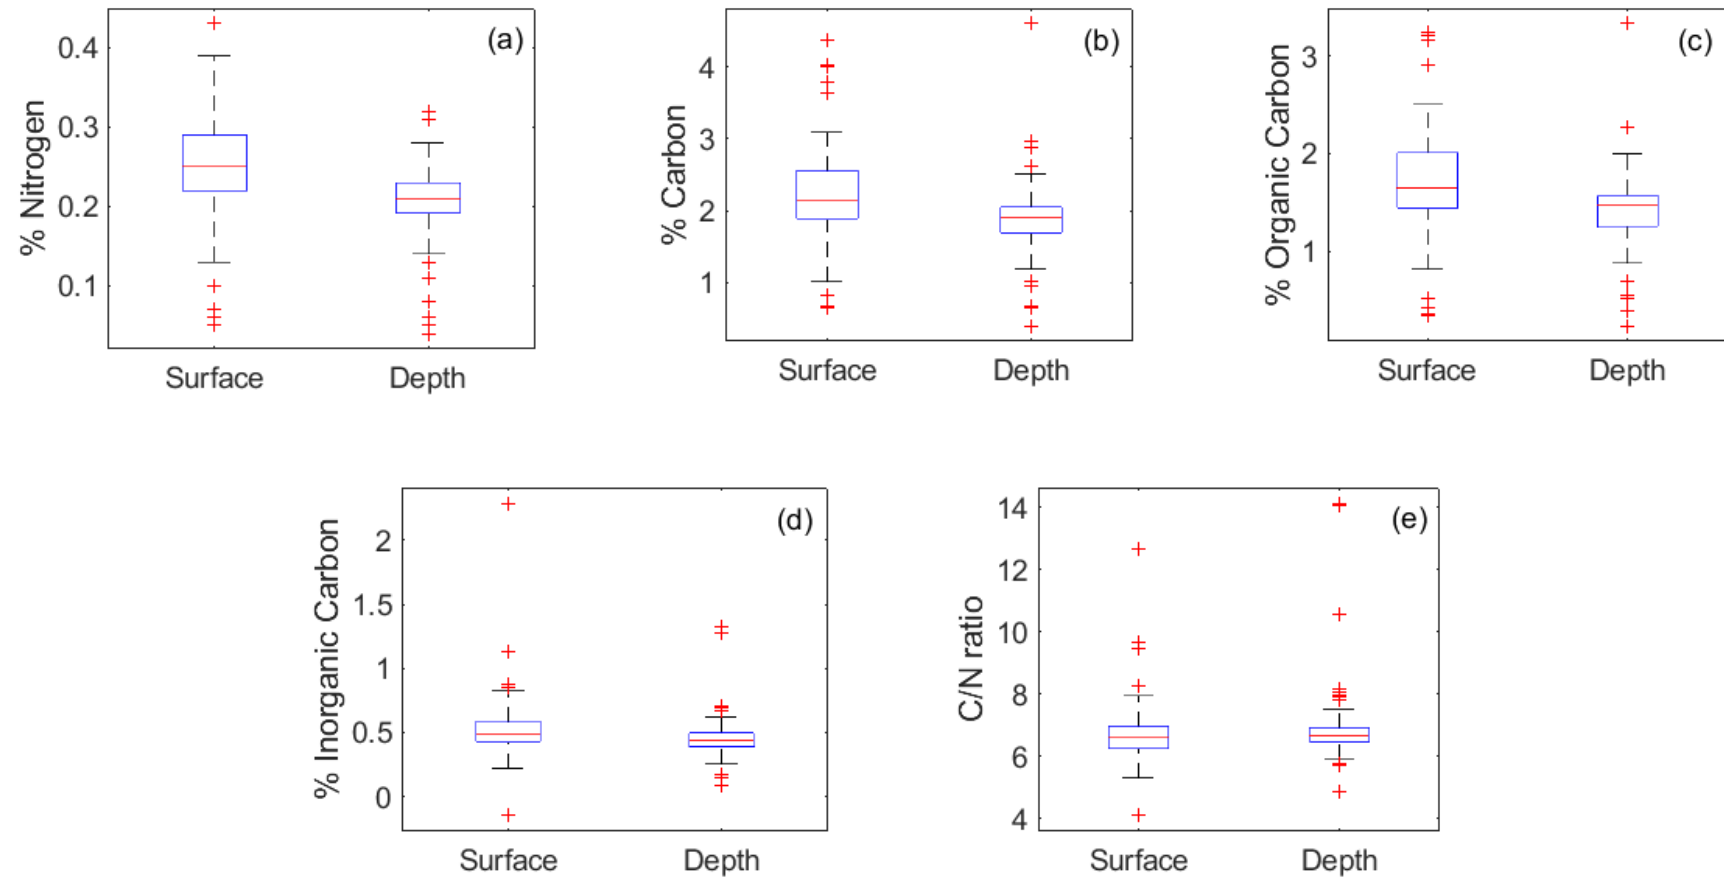 (a)
% Nitrogen
0.4
0.3
0.2
0.1
Surface Depth
(b)
% Carbon
4
3
2
1
Surface Depth
(c)
% Organic Carbon
3
2
1
Surface Depth
(d)
% Inorganic Carbon
2
1.5
1
0.5
0
Surface Depth
(e)
C/N ratio
14
12
10
8
6
4
Surface Depth